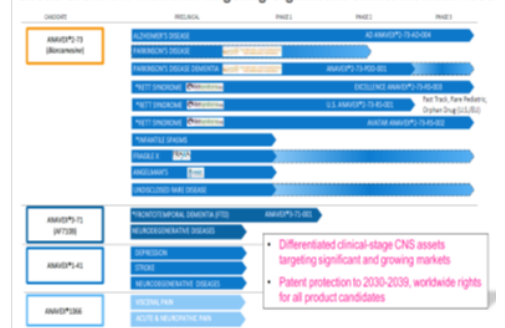 CANDIDATE PRECLINICAL PHASE 1 PHASE 2 PHASE 3
ANAVEX®2-73
(Blarcamesine)
ALZHEIMER'S DISEASE AD ANAVEX®2-73-AD-004
PARKINSON'S DISEASE
PARKINSON'S DISEASE DEMENTIA ANAVEX®2-73-PDD-001
*RETT SYNDROME EXCELLENCE ANAVEX®2-73-RS-003
*RETT SYNDROME U.S. ANAVEX®2-73-RS-001
Fast Track, Rare Pediatric,
Orphan Drug (U.S./EU)
*RETT SYNDROME AVATAR ANAVEX®2-73-RS-002
*INFANTILE SPASMS
FRAGILE X
ANGELMAN'S
UNDISCLOSED RARE DISEASE
ANAVEX®3-71
(AF710B)
*FRONTOTEMPORAL DEMENTIA (FTD) ANAVEX®3-71-001
NEURODEGENERATIVE DISEASES
ANAVEX®1-41
DEPRESSION
STROKE
NEURODEGENERATIVE DISEASES
ANAVEX®1066
VISCERAL PAIN
ACUTE & NEUROPATHIC PAIN
• Differentiated clinical-stage CNS assets
targeting significant and growing markets
• Patent protection to 2030-2039, worldwide rights
for all product candidates